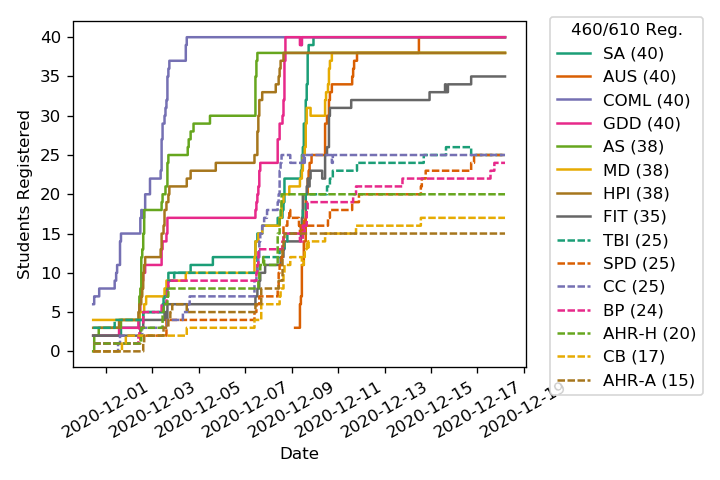 460/610 Reg.
SA (40)
AUS (40)
COML (40)
GDD (40)
AS (38)
MD (38)
HPI (38)
FIT (35)
TBI (25)
SPD (25)
CC (25)
BP (24)
AHR-H (20)
CB (17)
AHR-A (15)
Students Registered
40
35
30
25
20
15
10
5
0
2020-12-01
2020-12-03
2020-12-05
2020-12-07
2020-12-09
2020-12-11
2020-12-13
2020-12-15
2020-12-17
2020-12-19
Date